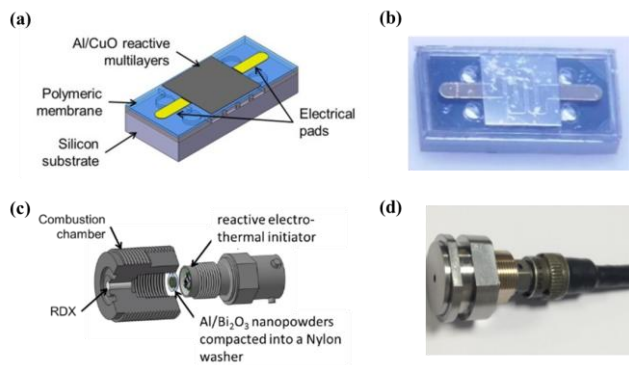 (a)
Al/CuO reactive
multilayers
Polymeric
membrane
Silicon
substrate
Electrical
pads
(b)
(c)
Combustion
chamber
reactive electro-
thermal initiator
RDX
Al/Bi₂O₃ nanopowders
compacted into a Nylon
washer
(d)